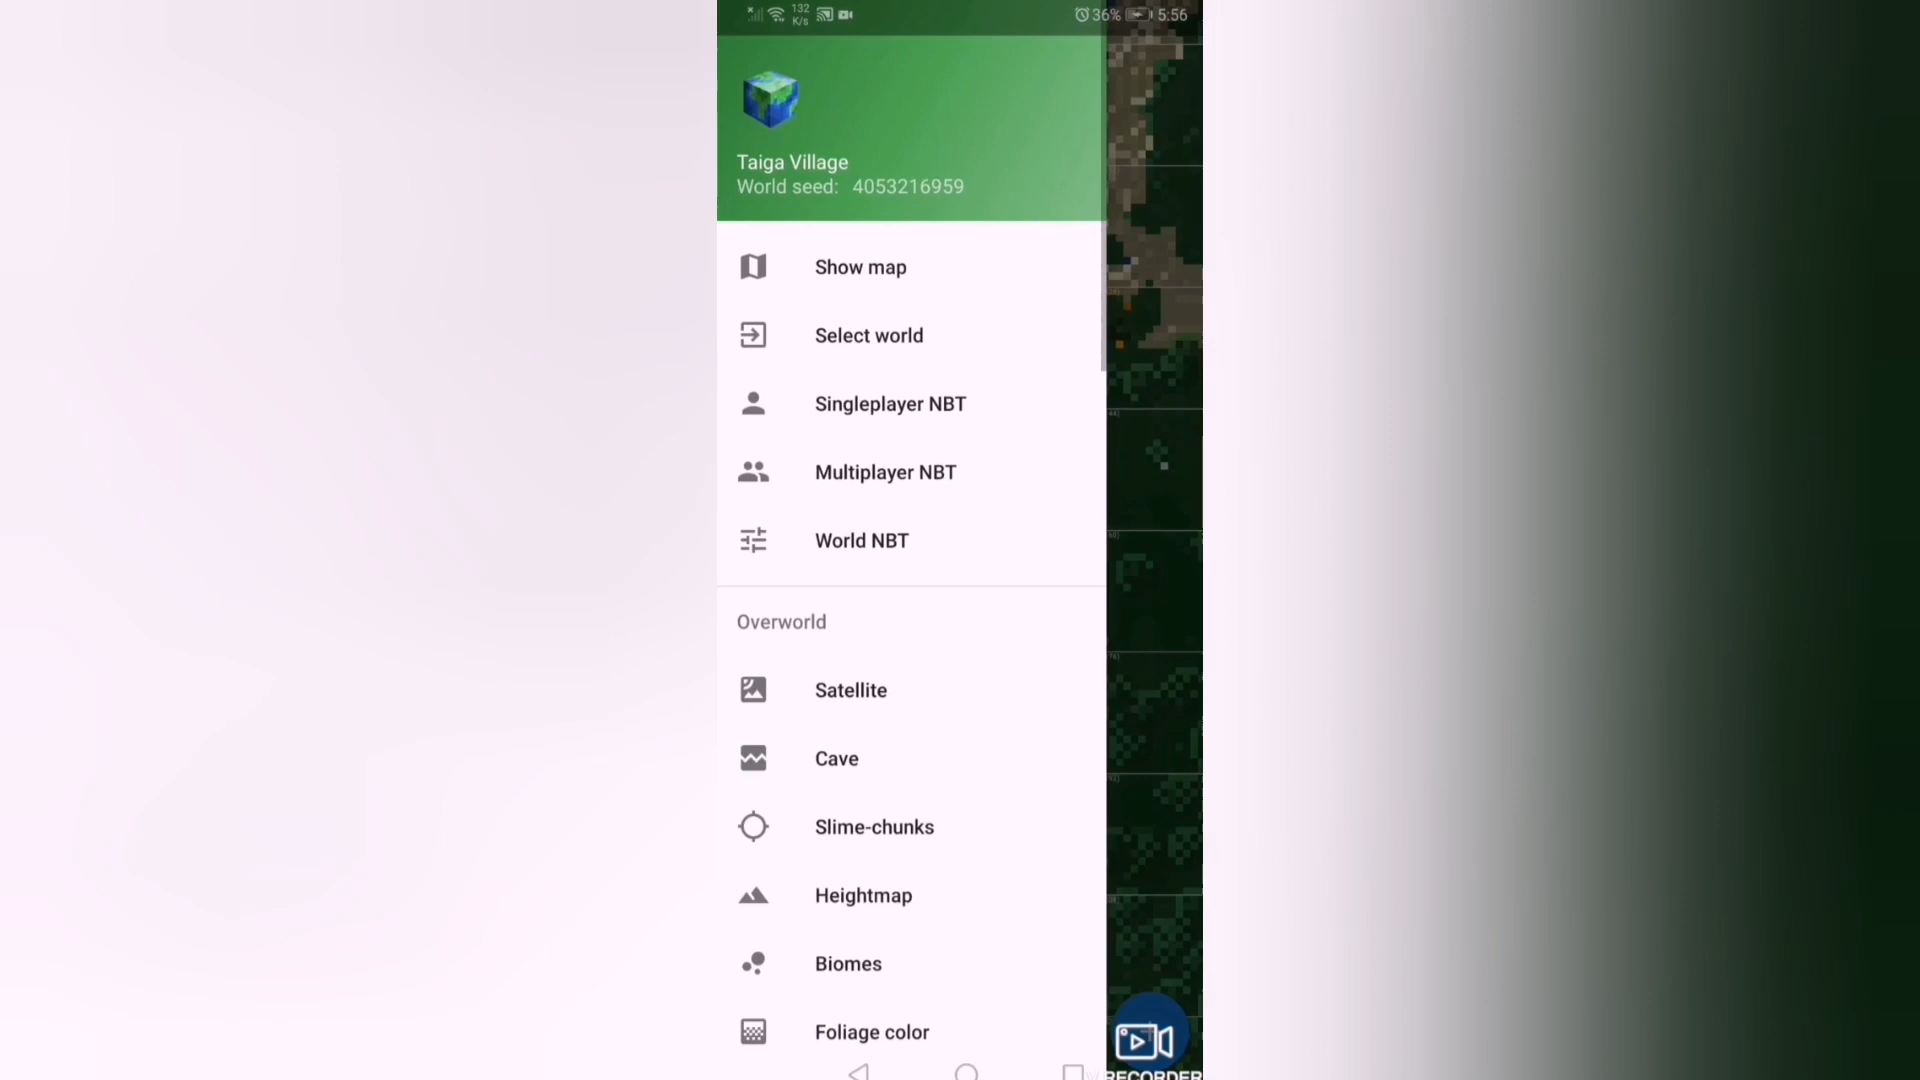 132
K/s
36%
5:56
Taiga Village
World seed: 4053216959
Show map
Select world
Singleplayer NBT
Multiplayer NBT
World NBT
Overworld
Satellite
Cave
Slime-chunks
Heightmap
Biomes
Foliage color
RECORDER